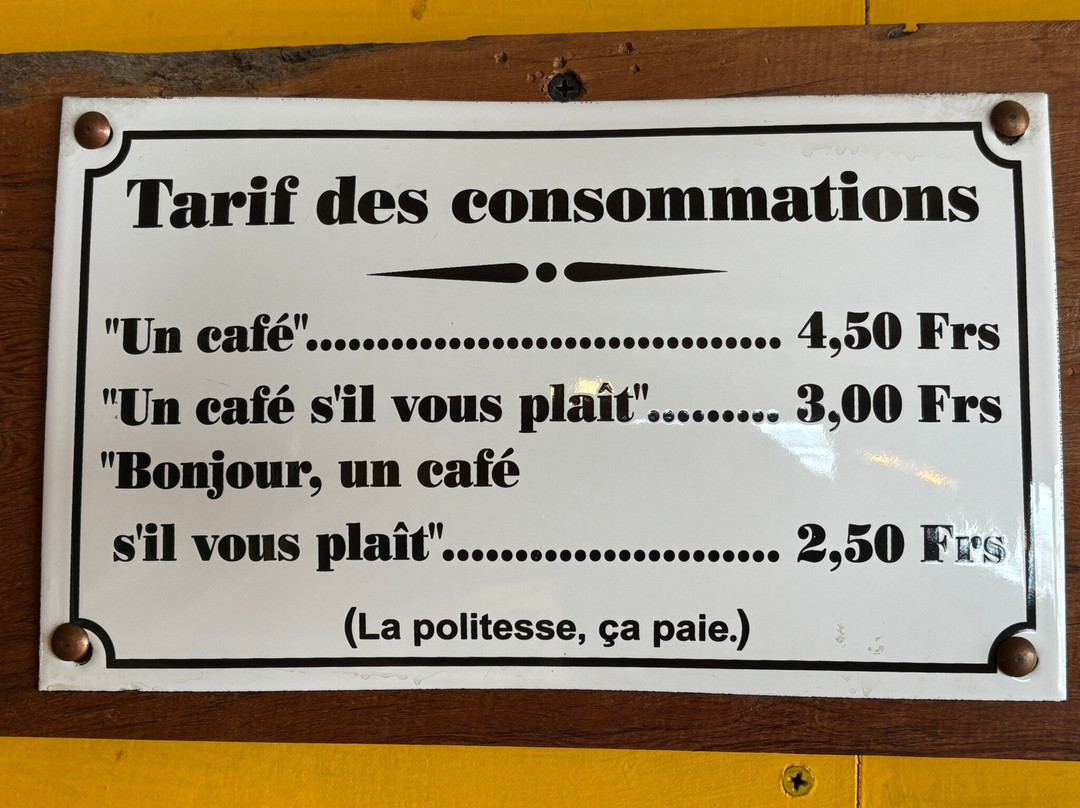 Tarif des consommations
"Un café".................................. 4,50 Frs
"Un café s'il vous plaît"......... 3,00 Frs
"Bonjour, un café
s'il vous plaît"....................... 2,50 Frs
(La politesse, ça paie.)